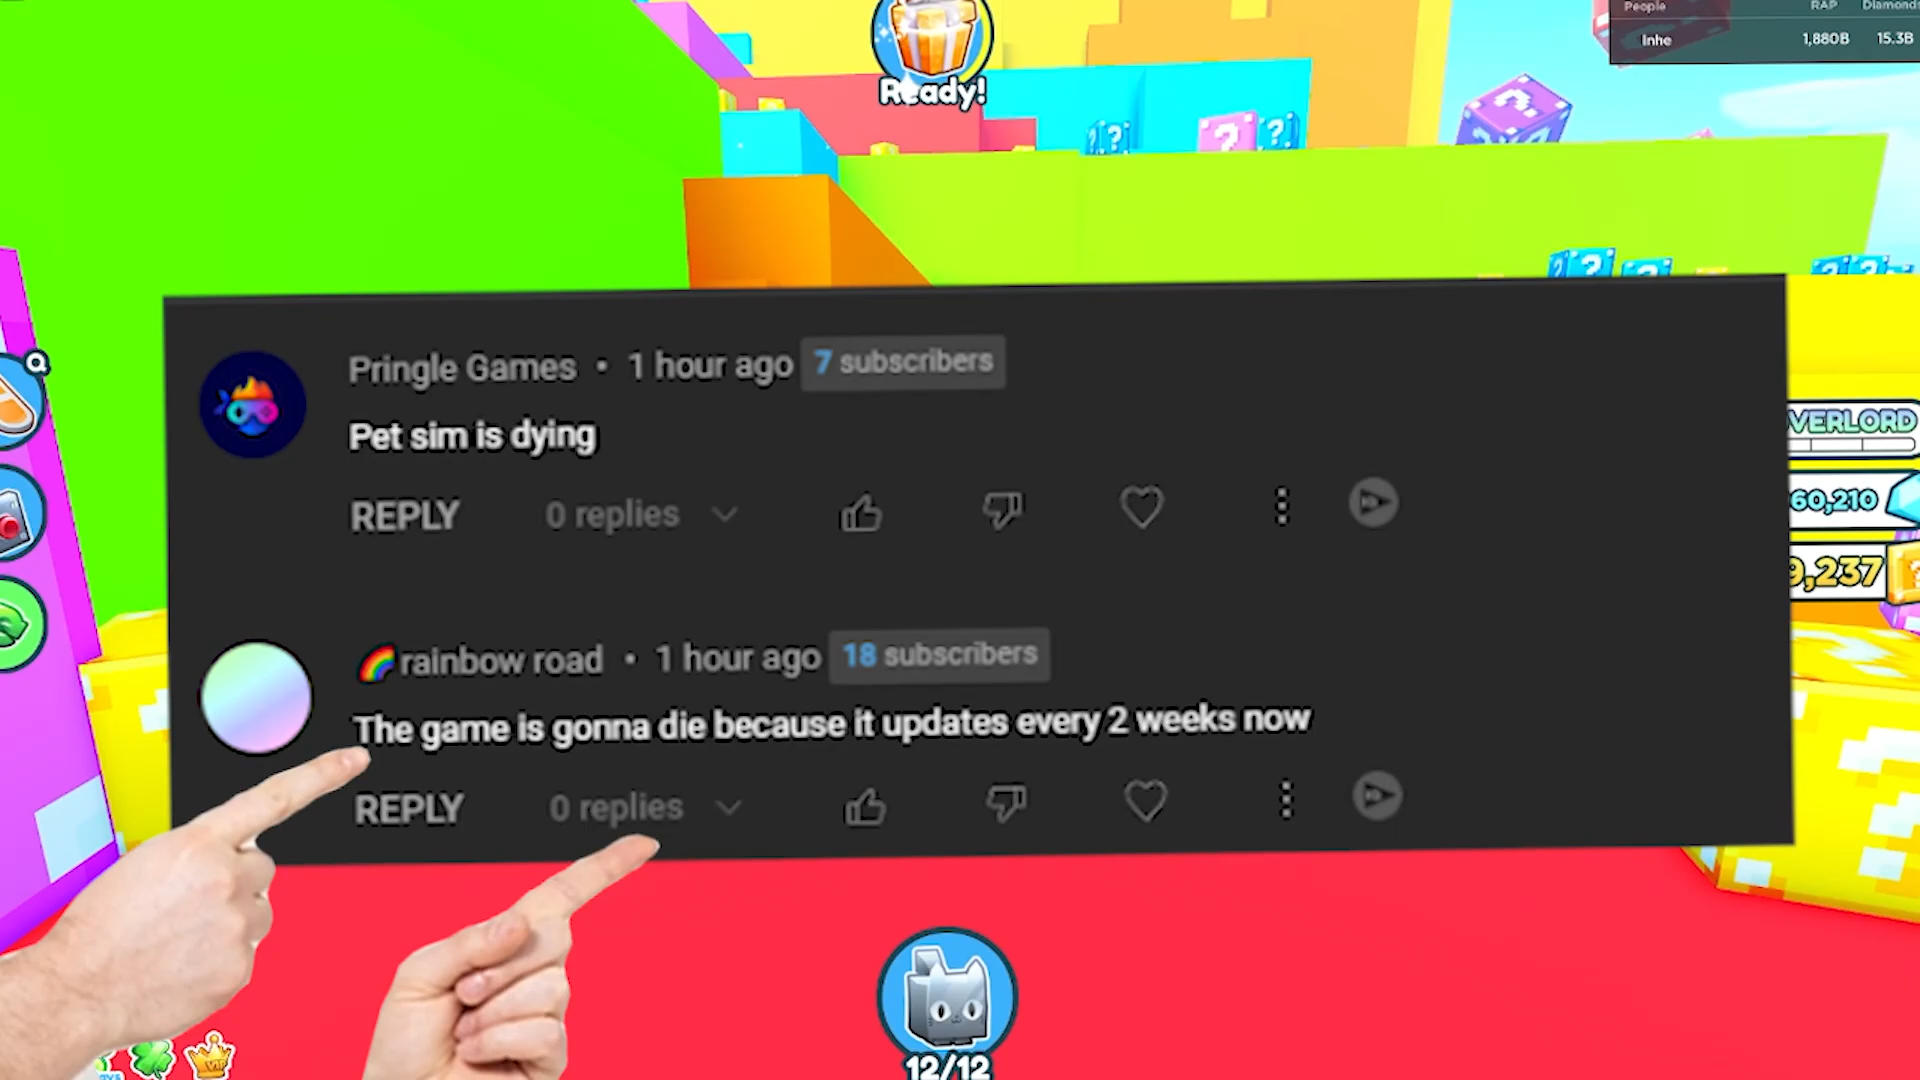 People RAP Diamonds
Inhe 1,880B 15.3B
Ready!
Q
Pringle Games • 1 hour ago 7 subscribers
Pet sim is dying
REPLY 0 replies
VERLORD
60,210
9,237
🌈rainbow road • 1 hour ago 18 subscribers
The game is gonna die because it updates every 2 weeks now
REPLY 0 replies
VIP
12/12